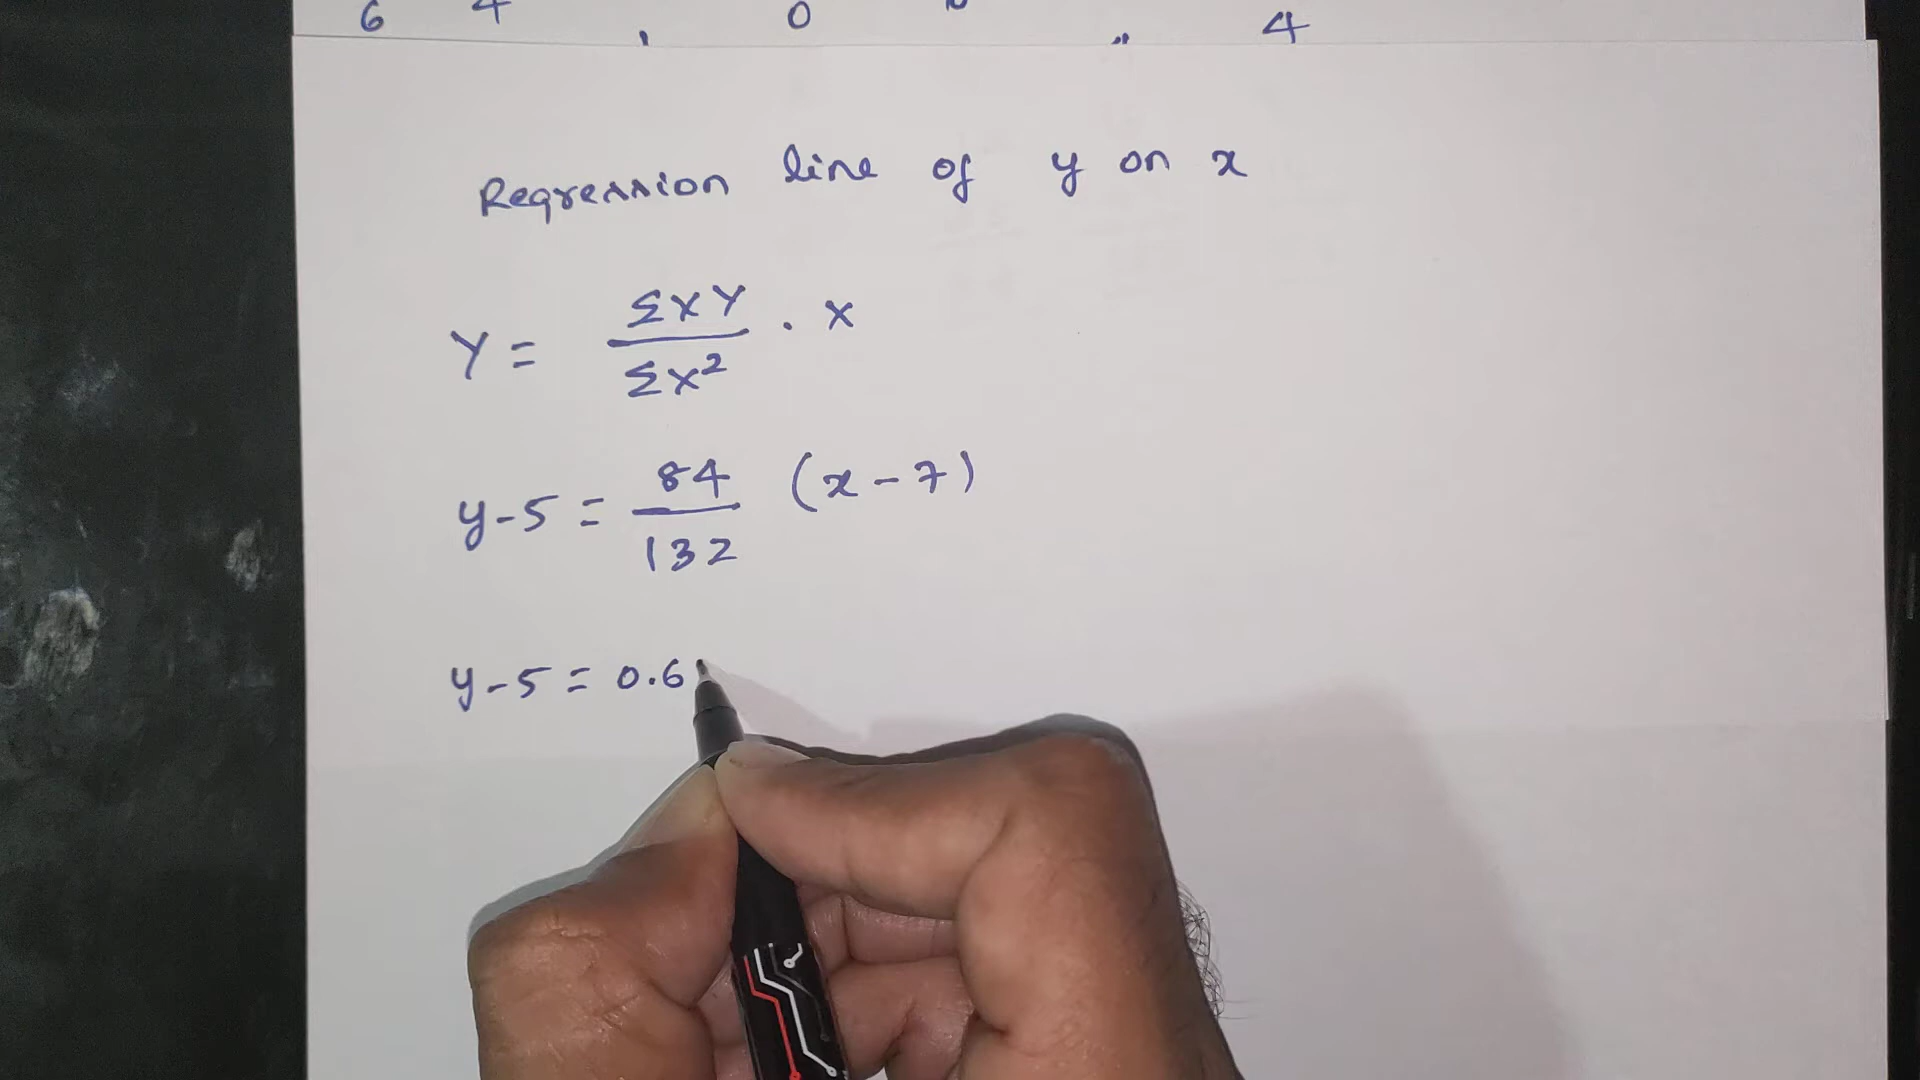 6 4 , 0 " 4
Regression line of y on x
Y = ΣXY / ΣX² . X
y-5 = 84 / 132 (x-7)
y-5 = 0.6